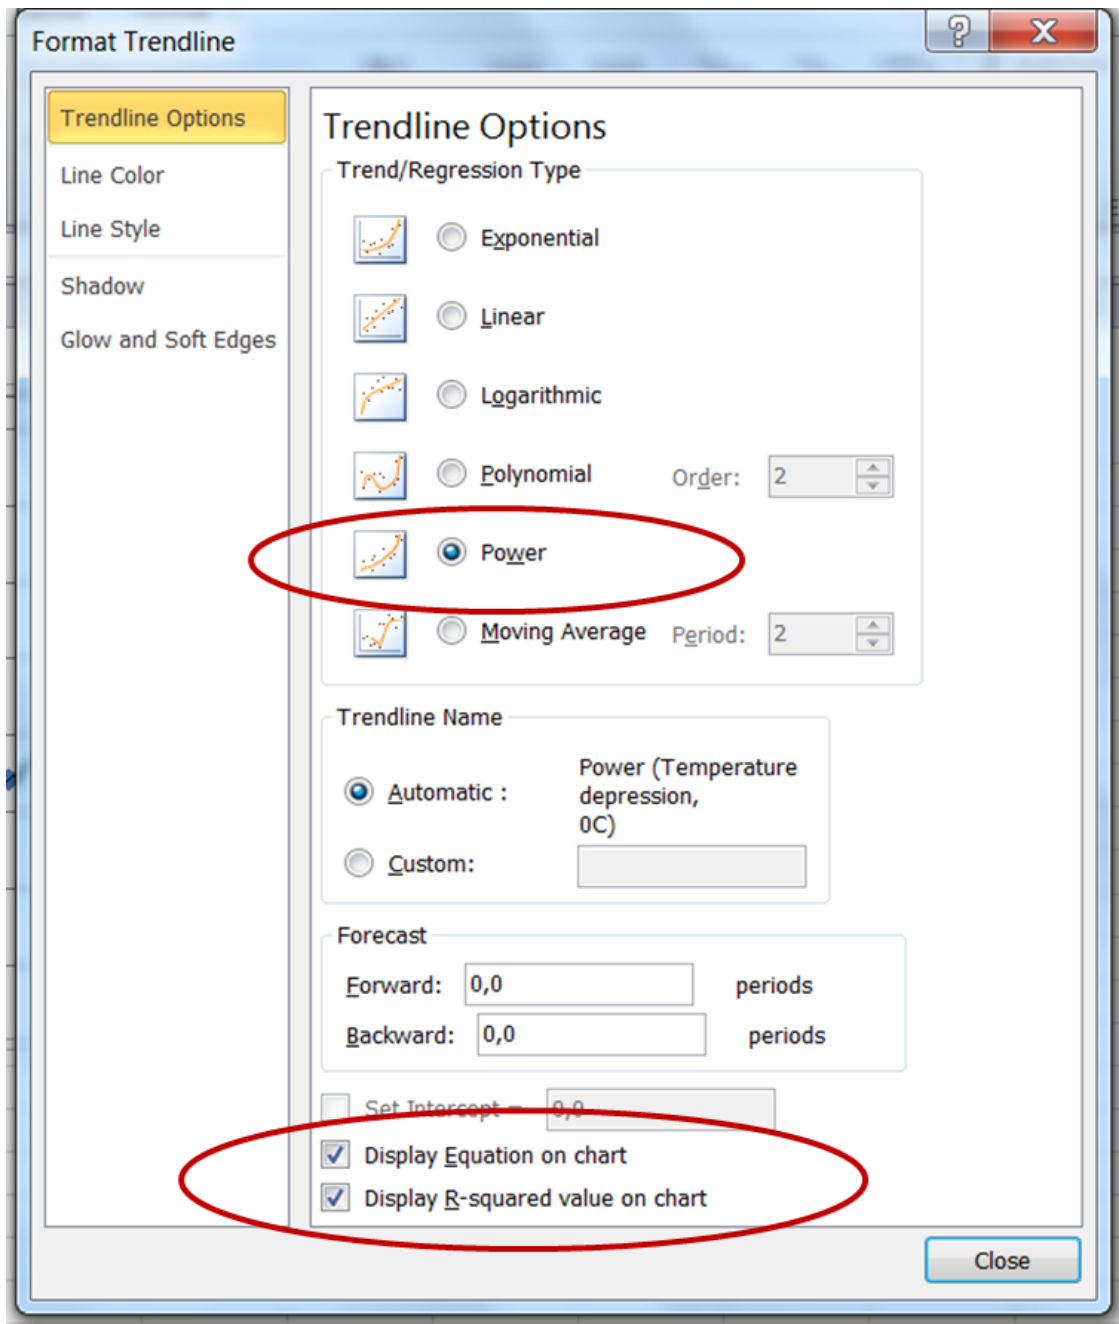 Format Trendline
Trendline Options
Line Color
Line Style
Shadow
Glow and Soft Edges
Trendline Options
Trend/Regression Type
Exponential
Linear
Logarithmic
Polynomial Order: 2
Power
Moving Average Period: 2
Trendline Name
Automatic : Power (Temperature
depression,
0C)
Custom:
Forecast
Forward: 0,0 periods
Backward: 0,0 periods
Set Intercept = 0,0
Display Equation on chart
Display R-squared value on chart
Close